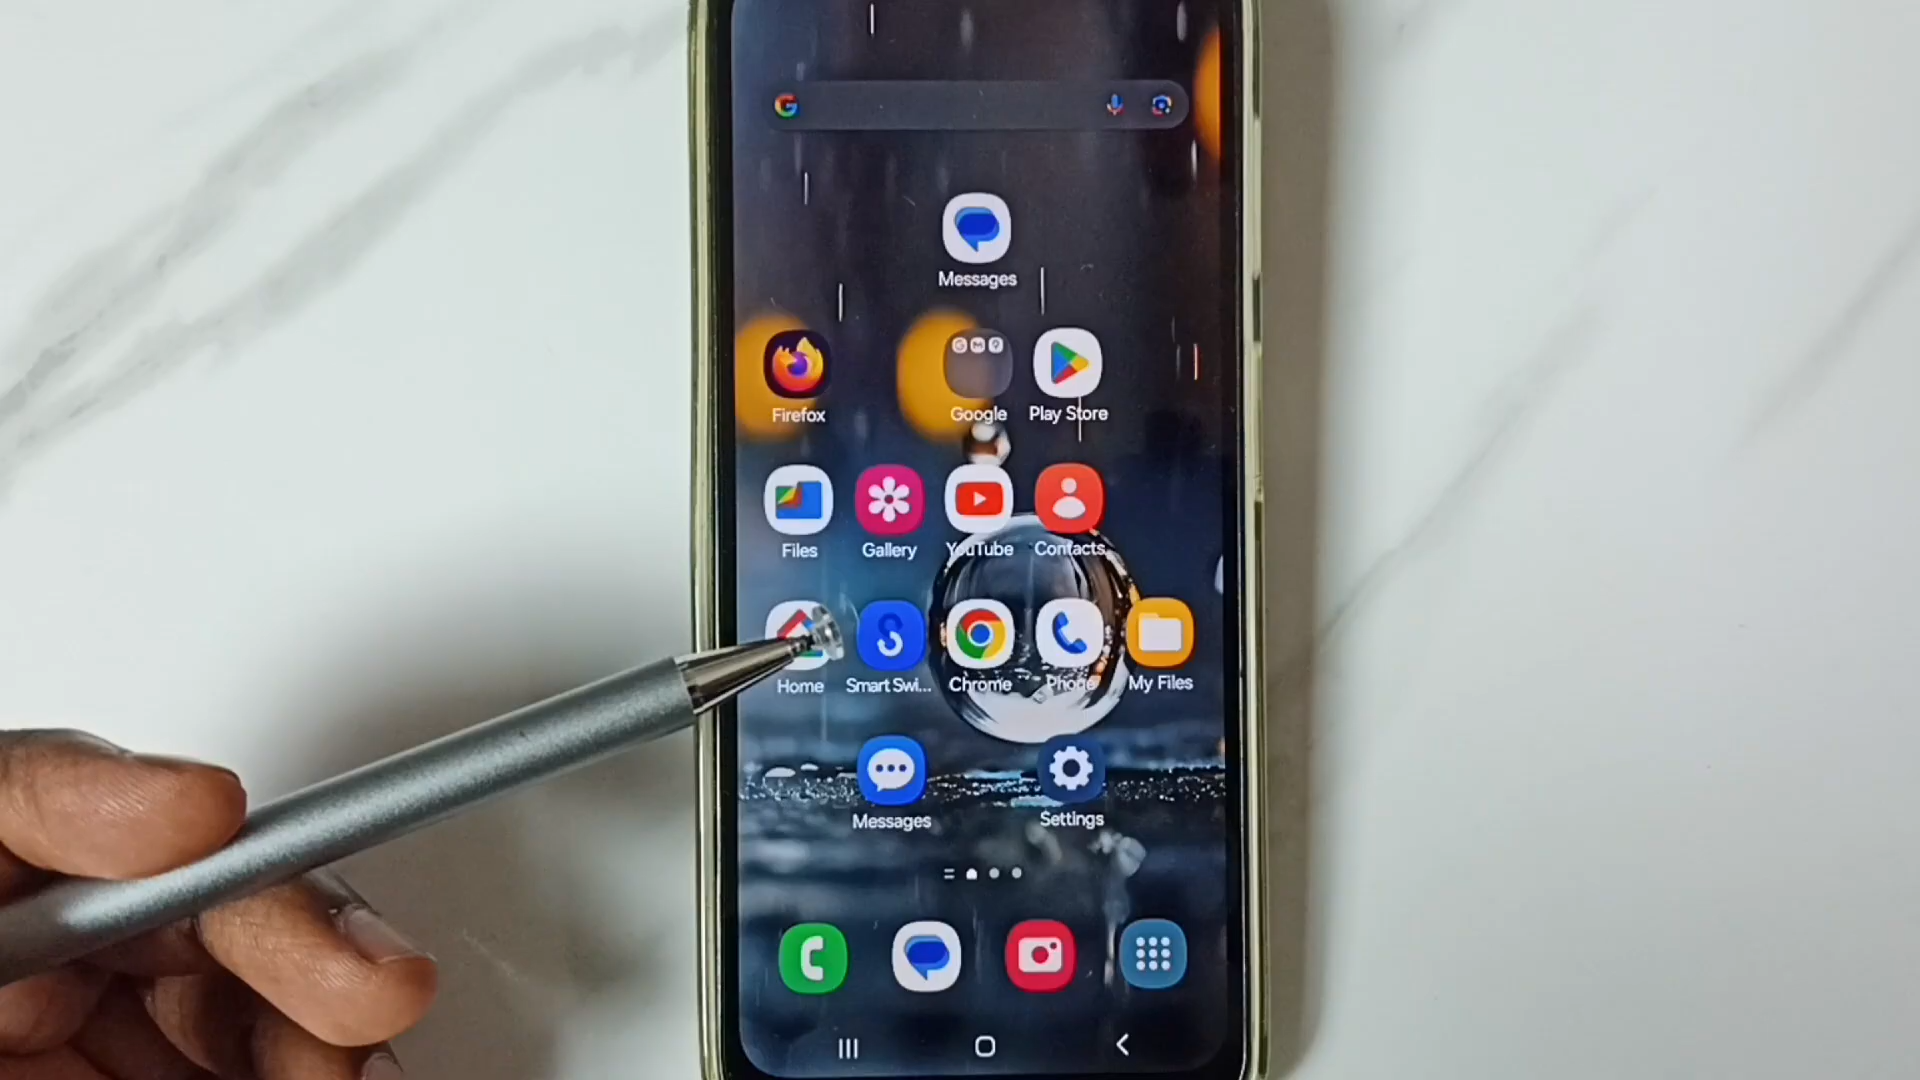 Messages
Firefox
Google
Play Store
Files
Gallery
YouTube
Contacts
Home
Smart Swi...
Chrome
Phone
My Files
Messages
Settings